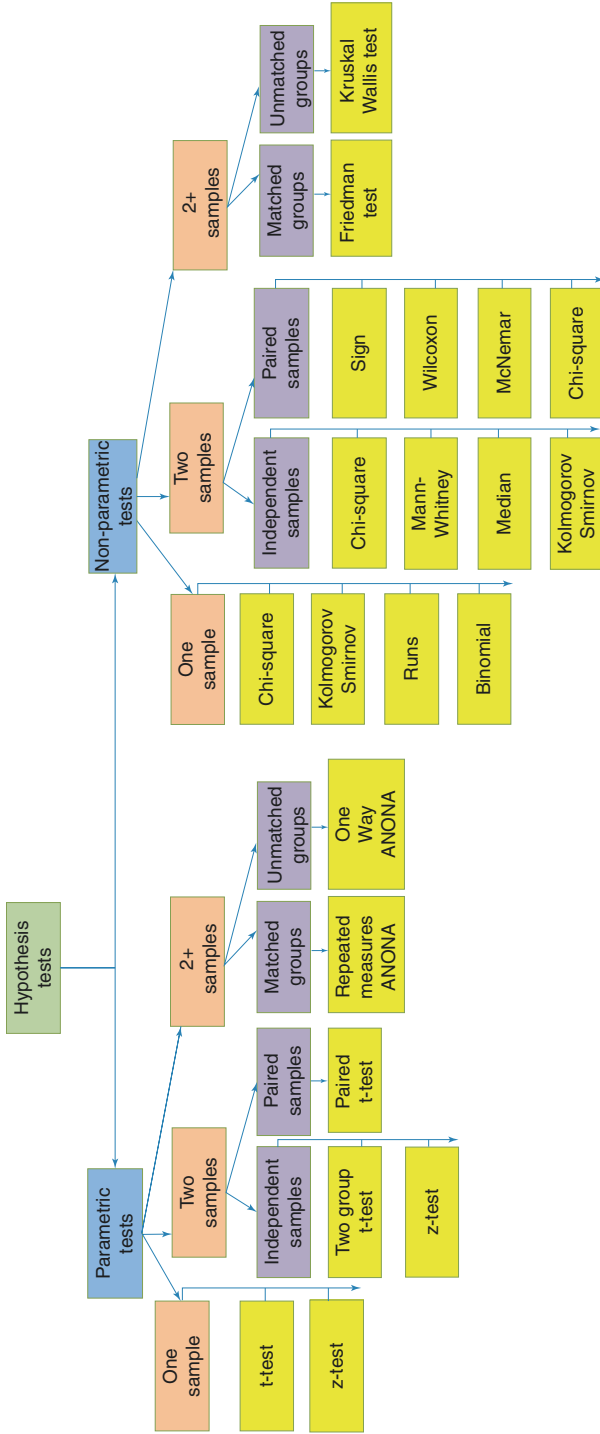 Hypothesis
tests
Parametric
tests
One
sample
t-test
z-test
Two
samples
Independent
samples
Two group
t-test
z-test
Paired
samples
Paired
t-test
2+
samples
Matched
groups
Repeated
measures
ANONA
Unmatched
groups
One
Way
ANONA
Non-parametric
tests
One
sample
Chi-square
Kolmogorov
Smirnov
Runs
Binomial
Two
samples
Independent
samples
Chi-square
Mann-
Whitney
Median
Kolmogorov
Smirnov
Paired
samples
Sign
Wilcoxon
McNemar
Chi-square
2+
samples
Matched
groups
Friedman
test
Unmatched
groups
Kruskal
Wallis test